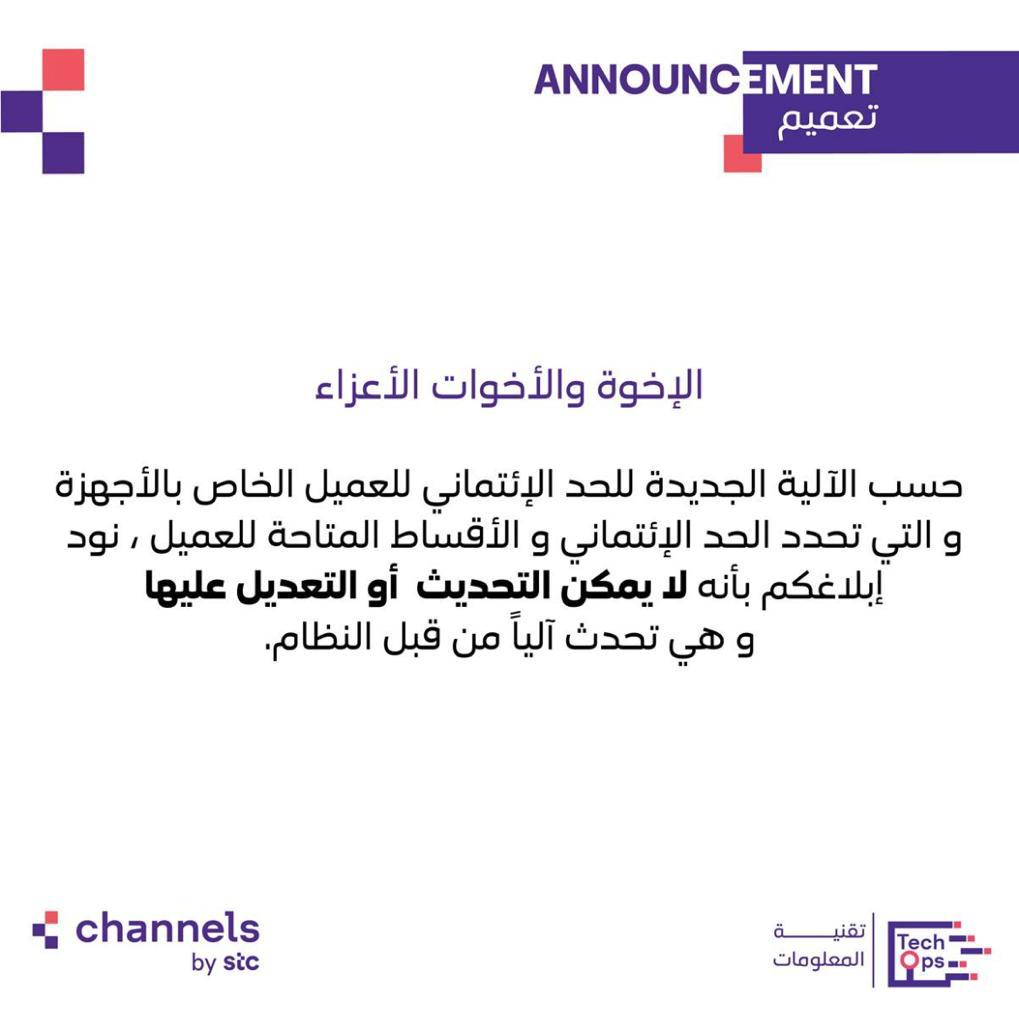 ANNOUNCEMENT
تعميم
الإخوة والأخوات الأعزاء
حسب الآلية الجديدة للحد الإئتماني للعميل الخاص بالأجهزة
و التي تحدد الحد الإئتماني و الأقساط المتاحة للعميل ، نود
إبلاغكم بأنه لا يمكن التحديث أو التعديل عليها
و هي تحدث آلياً من قبل النظام.
channels
by stc
تقنيـــــة
المعلومات
Tech
Ops